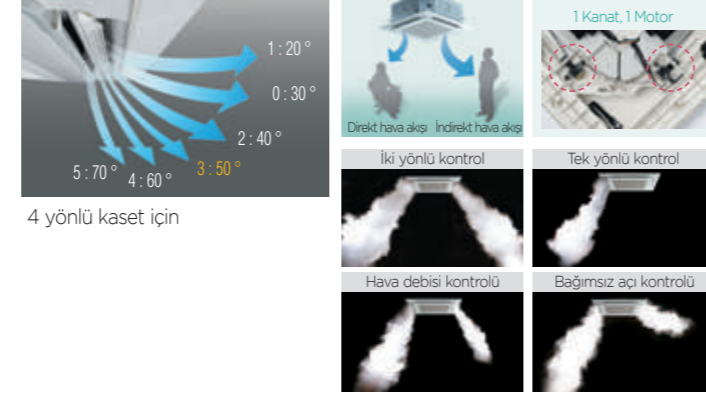 1 : 20 °
0 : 30 °
2 : 40 °
3 : 50 °
4 : 60 °
5 : 70 °
4 yönlü kaset için
Direkt hava akışı İndirekt hava akışı
1 Kanat, 1 Motor
İki yönlü kontrol
Tek yönlü kontrol
Hava debisi kontrolü
Bağımsız açı kontrolü